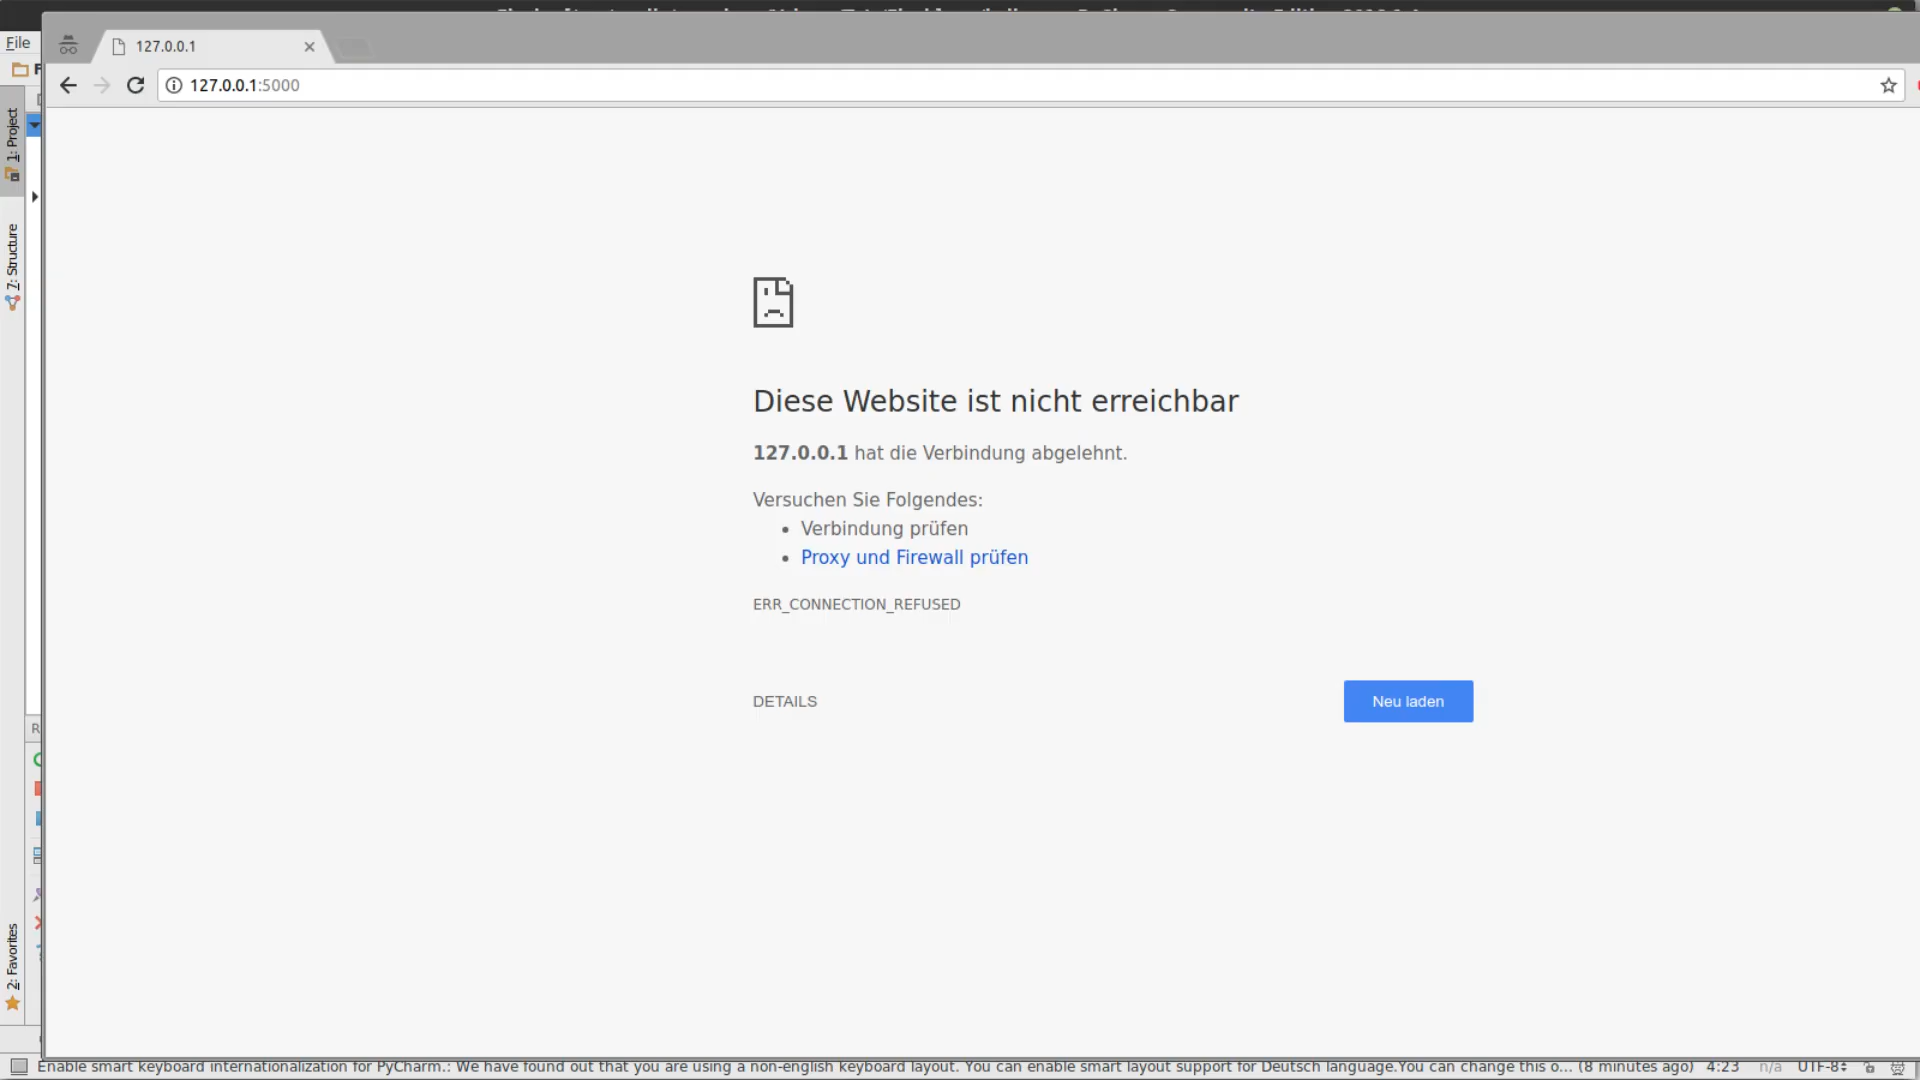 File
127.0.0.1
127.0.0.1:5000
1: Project
7: Structure
2: Favorites
Diese Website ist nicht erreichbar
127.0.0.1 hat die Verbindung abgelehnt.
Versuchen Sie Folgendes:
Verbindung prüfen
Proxy und Firewall prüfen
ERR_CONNECTION_REFUSED
DETAILS
Neu laden
Enable smart keyboard internationalization for PyCharm.: We have found out that you are using a non-english keyboard layout. You can enable smart layout support for Deutsch language.You can change this o... (8 minutes ago) 4:23 n/a UTF-8